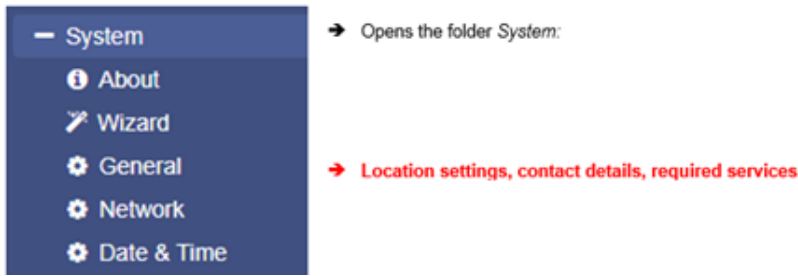 System
➔ Opens the folder System:
About
Wizard
General
➔ Location settings, contact details, required services
Network
Date & Time